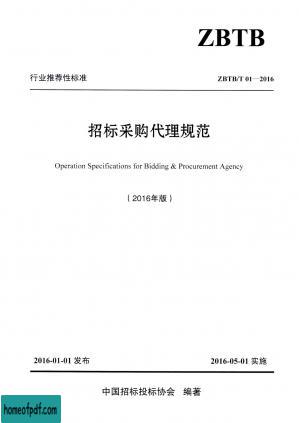 ZBTB
行业推荐性标准 ZBTB/T 01—2016
招标采购代理规范
Operation Specifications for Bidding & Procurement Agency
（2016年版）
2016-01-01 发布 2016-05-01 实施
中国招标投标协会 编著
homeofpdf.com